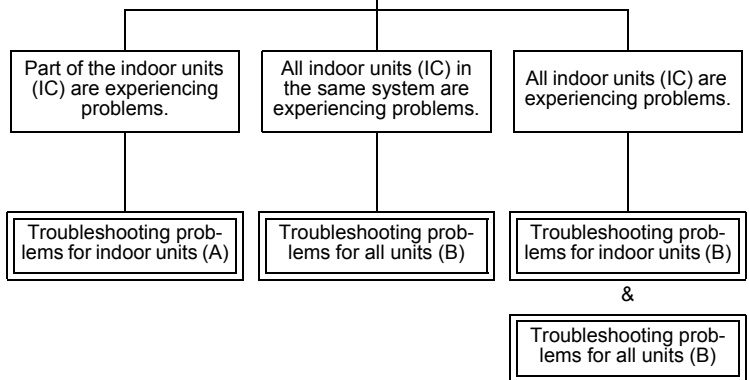 Part of the indoor units
(IC) are experiencing
problems.
All indoor units (IC) in
the same system are
experiencing problems.
All indoor units (IC) are
experiencing problems.
Troubleshooting prob-
lems for indoor units (A)
Troubleshooting prob-
lems for all units (B)
Troubleshooting prob-
lems for indoor units (B)
&
Troubleshooting prob-
lems for all units (B)